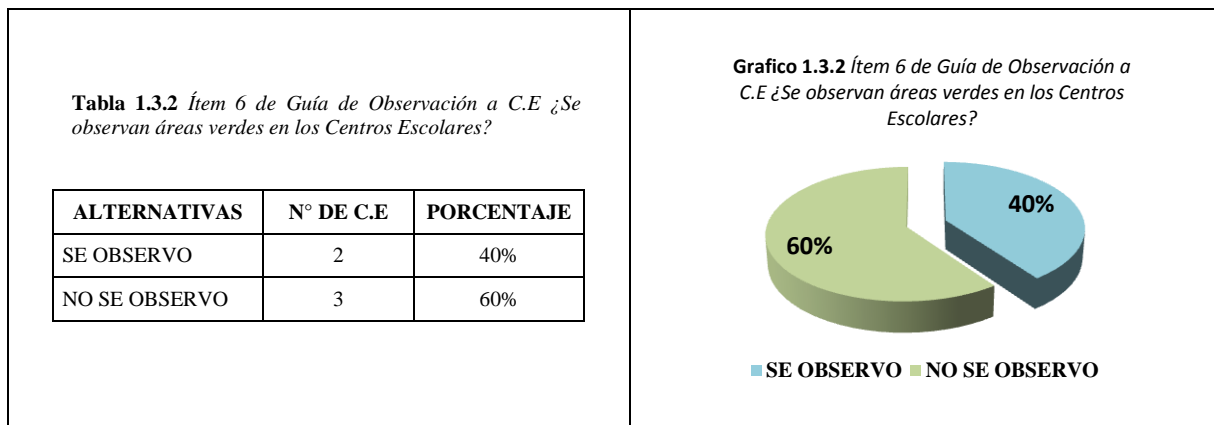 Tabla 1.3.2 Ítem 6 de Guía de Observación a C.E ¿Se
observan áreas verdes en los Centros Escolares?
ALTERNATIVAS N° DE C.E PORCENTAJE
SE OBSERVO 2 40%
NO SE OBSERVO 3 60%
Grafico 1.3.2 Ítem 6 de Guía de Observación a
C.E ¿Se observan áreas verdes en los Centros
Escolares?
40%
60%
SE OBSERVO NO SE OBSERVO